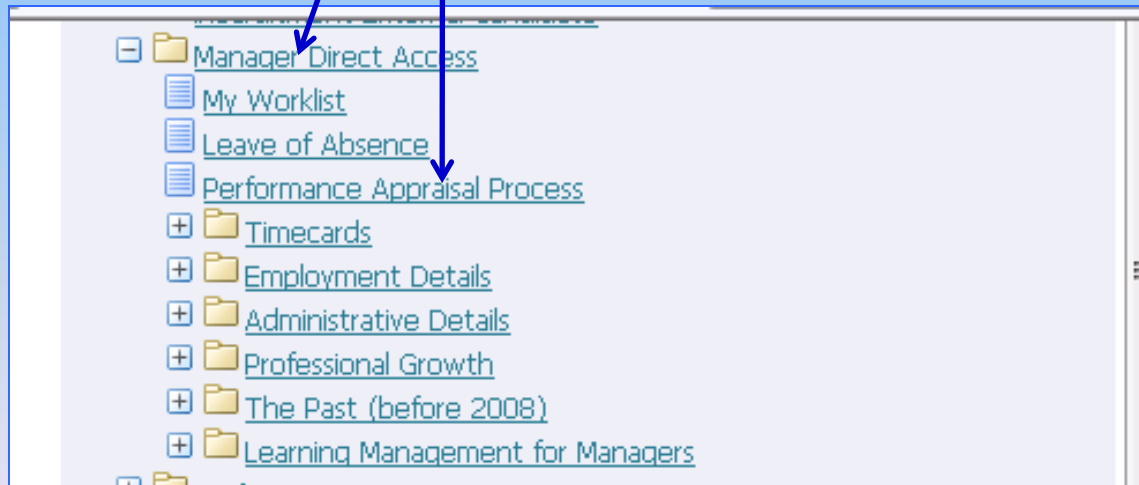 Manager Direct Access
My Worklist
Leave of Absence
Performance Appraisal Process
Timecards
Employment Details
Administrative Details
Professional Growth
The Past (before 2008)
Learning Management for Managers